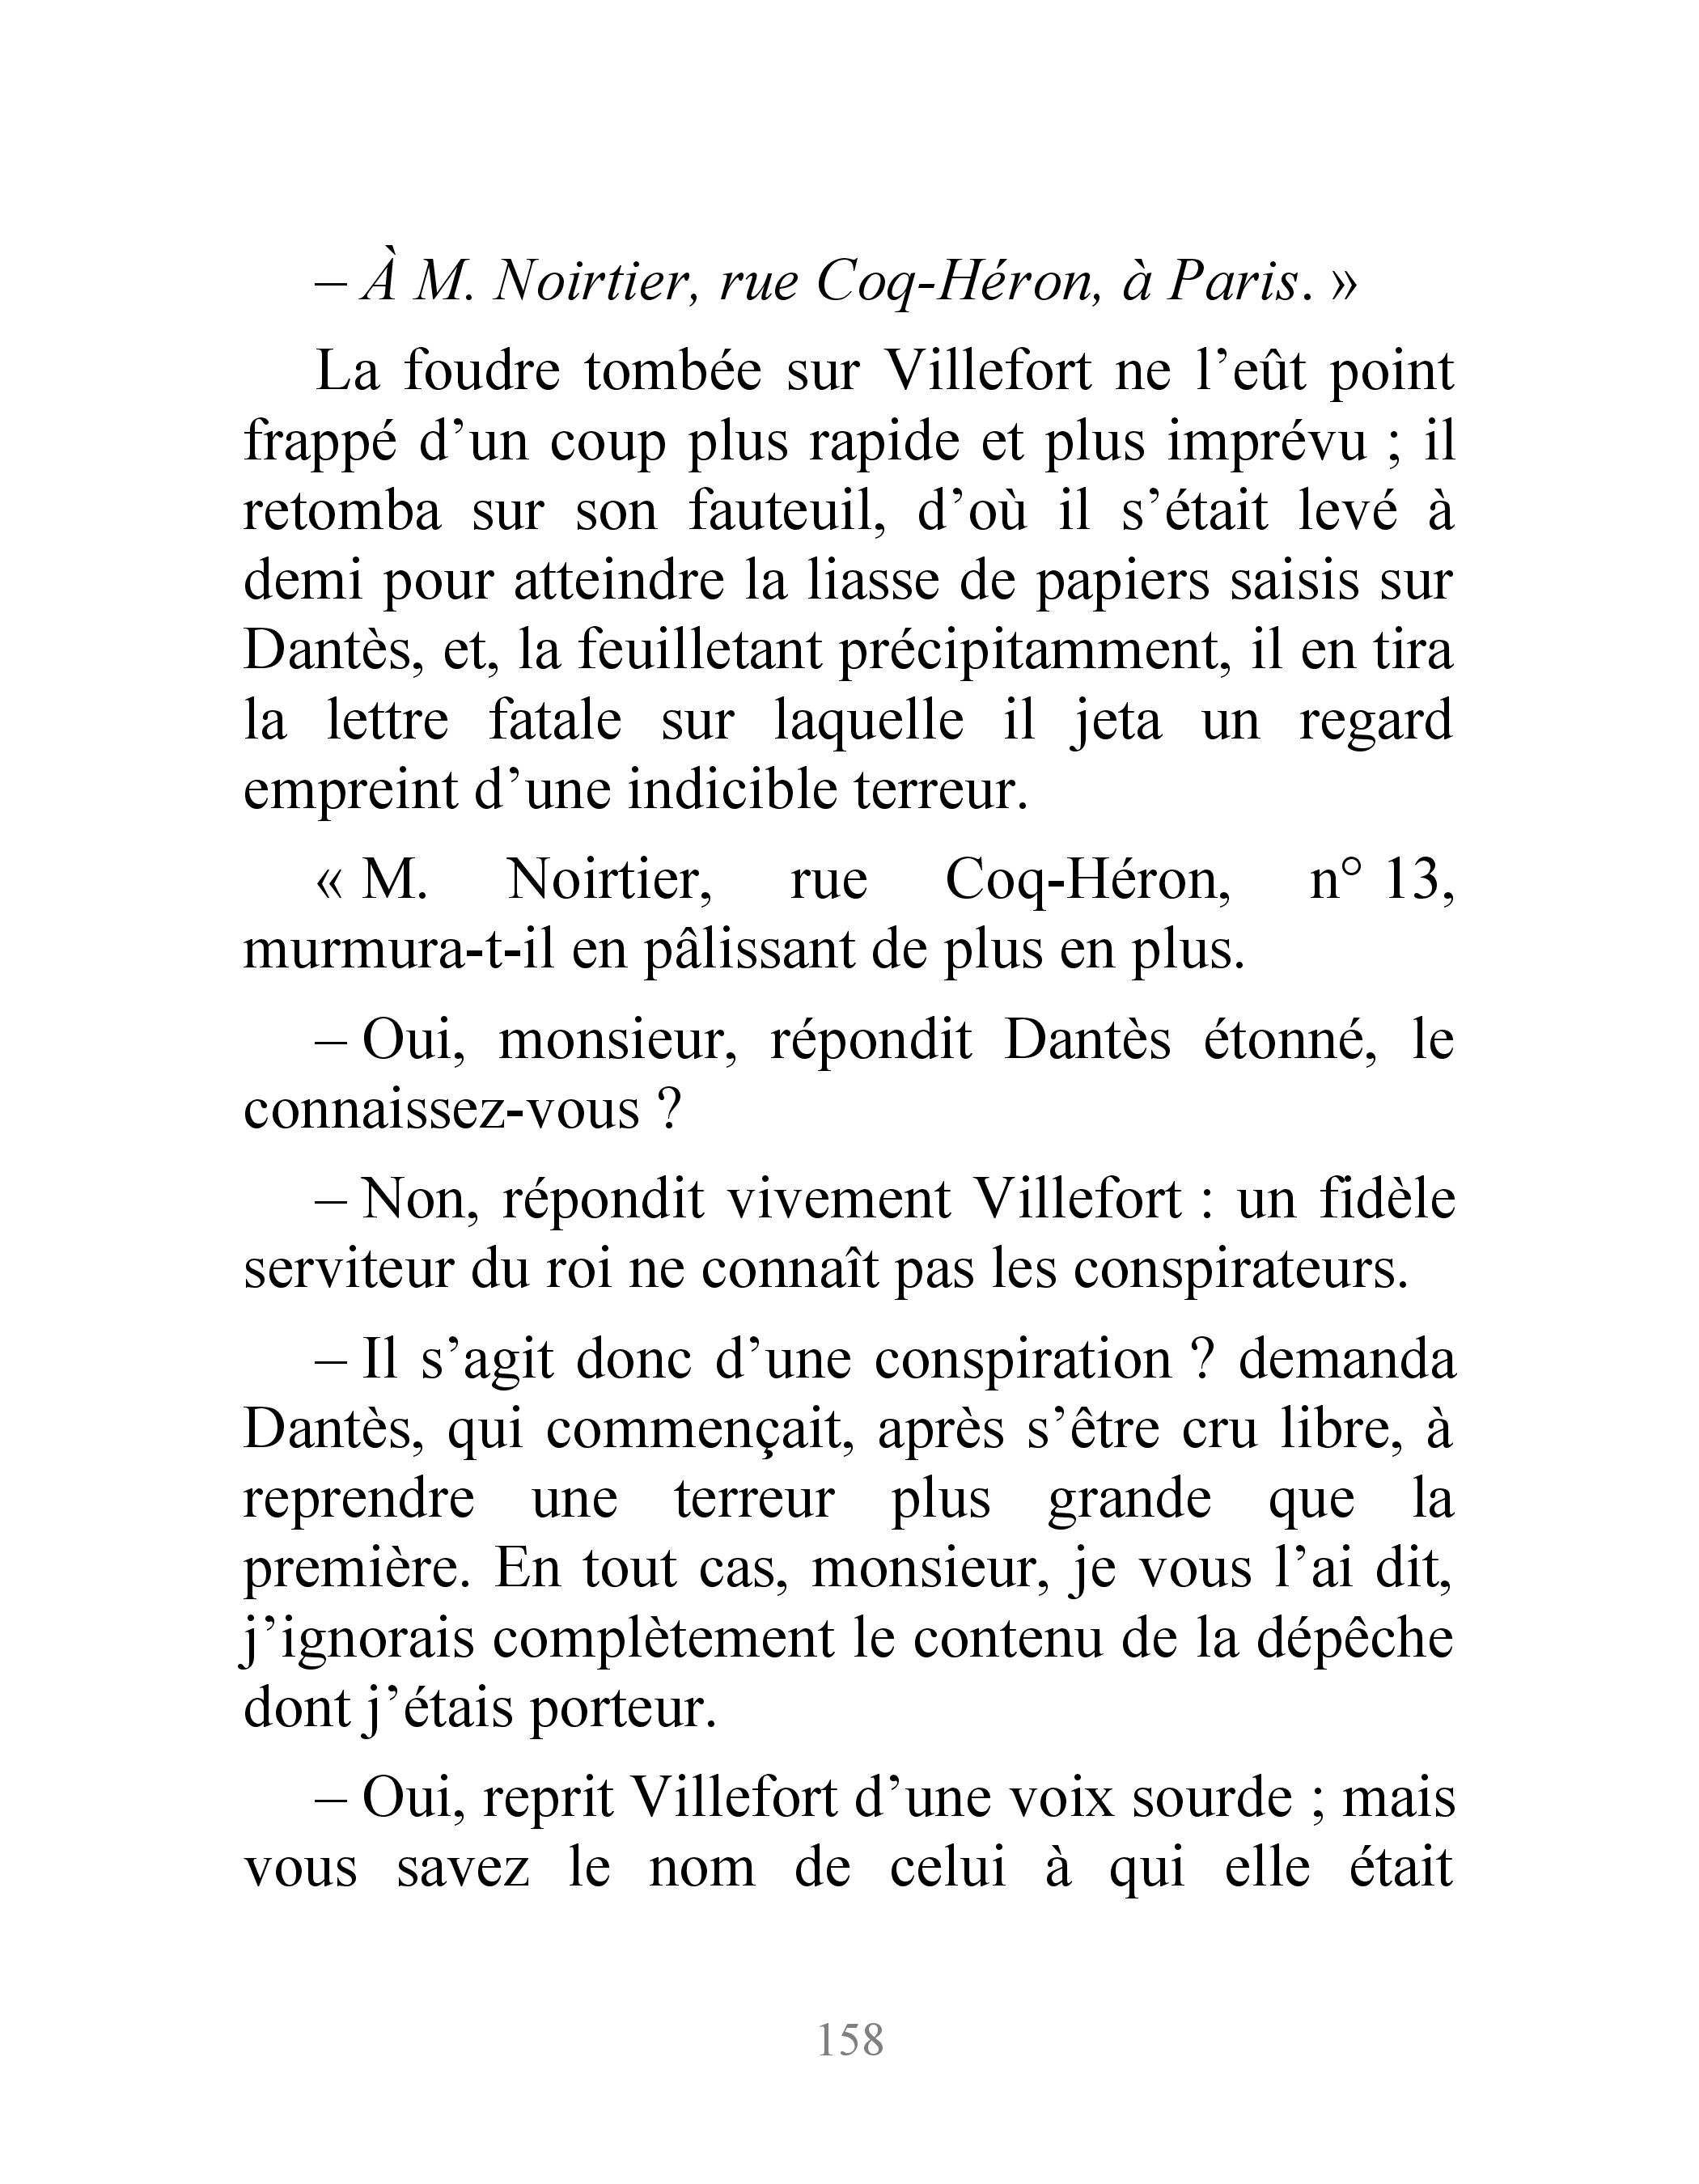 – À M. Noirtier, rue Coq-Héron, à Paris. »
La foudre tombée sur Villefort ne l’eût point
frappé d’un coup plus rapide et plus imprévu ; il
retomba sur son fauteuil, d’où il s’était levé à
demi pour atteindre la liasse de papiers saisis sur
Dantès, et, la feuilletant précipitamment, il en tira
la lettre fatale sur laquelle il jeta un regard
empreint d’une indicible terreur.
« M. Noirtier, rue Coq-Héron, n° 13,
murmura-t-il en pâlissant de plus en plus.
– Oui, monsieur, répondit Dantès étonné, le
connaissez-vous ?
– Non, répondit vivement Villefort : un fidèle
serviteur du roi ne connaît pas les conspirateurs.
– Il s’agit donc d’une conspiration ? demanda
Dantès, qui commençait, après s’être cru libre, à
reprendre une terreur plus grande que la
première. En tout cas, monsieur, je vous l’ai dit,
j’ignorais complètement le contenu de la dépêche
dont j’étais porteur.
– Oui, reprit Villefort d’une voix sourde ; mais
vous savez le nom de celui à qui elle était
158